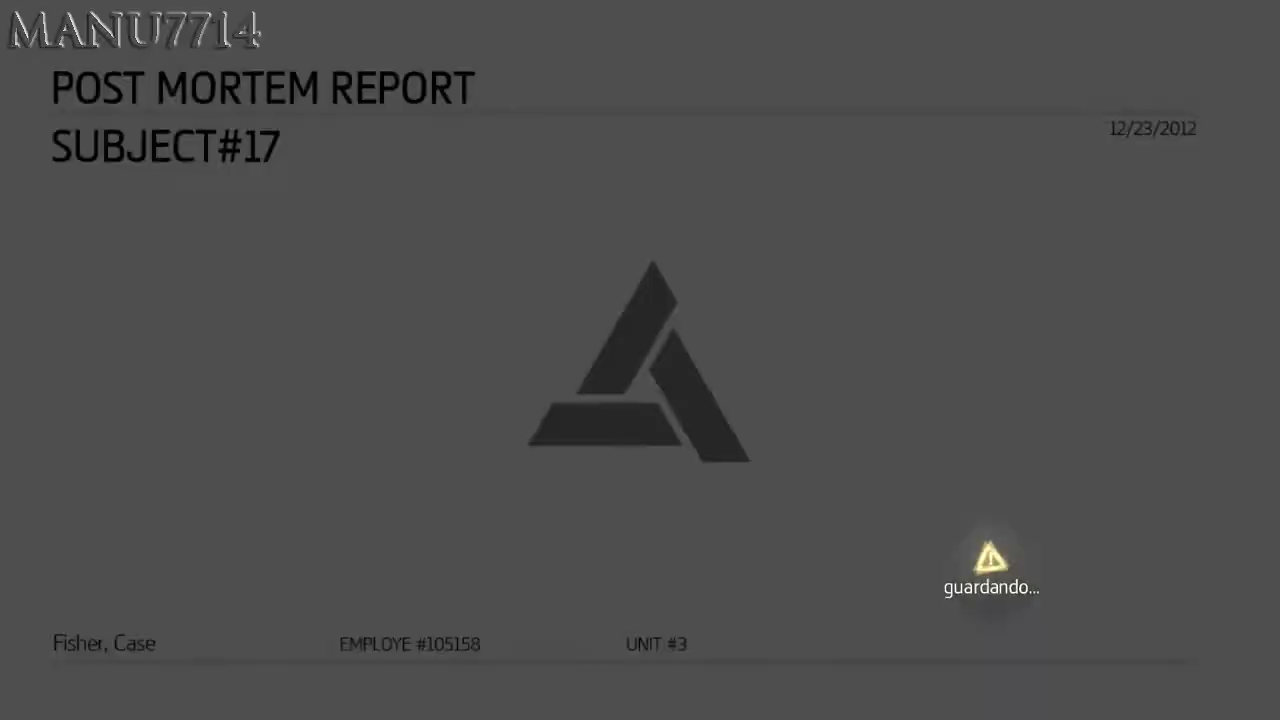 MANU7714
POST MORTEM REPORT
12/23/2012
SUBJECT#17
guardando...
Fisher, Case
EMPLOYE #105158
UNIT #3